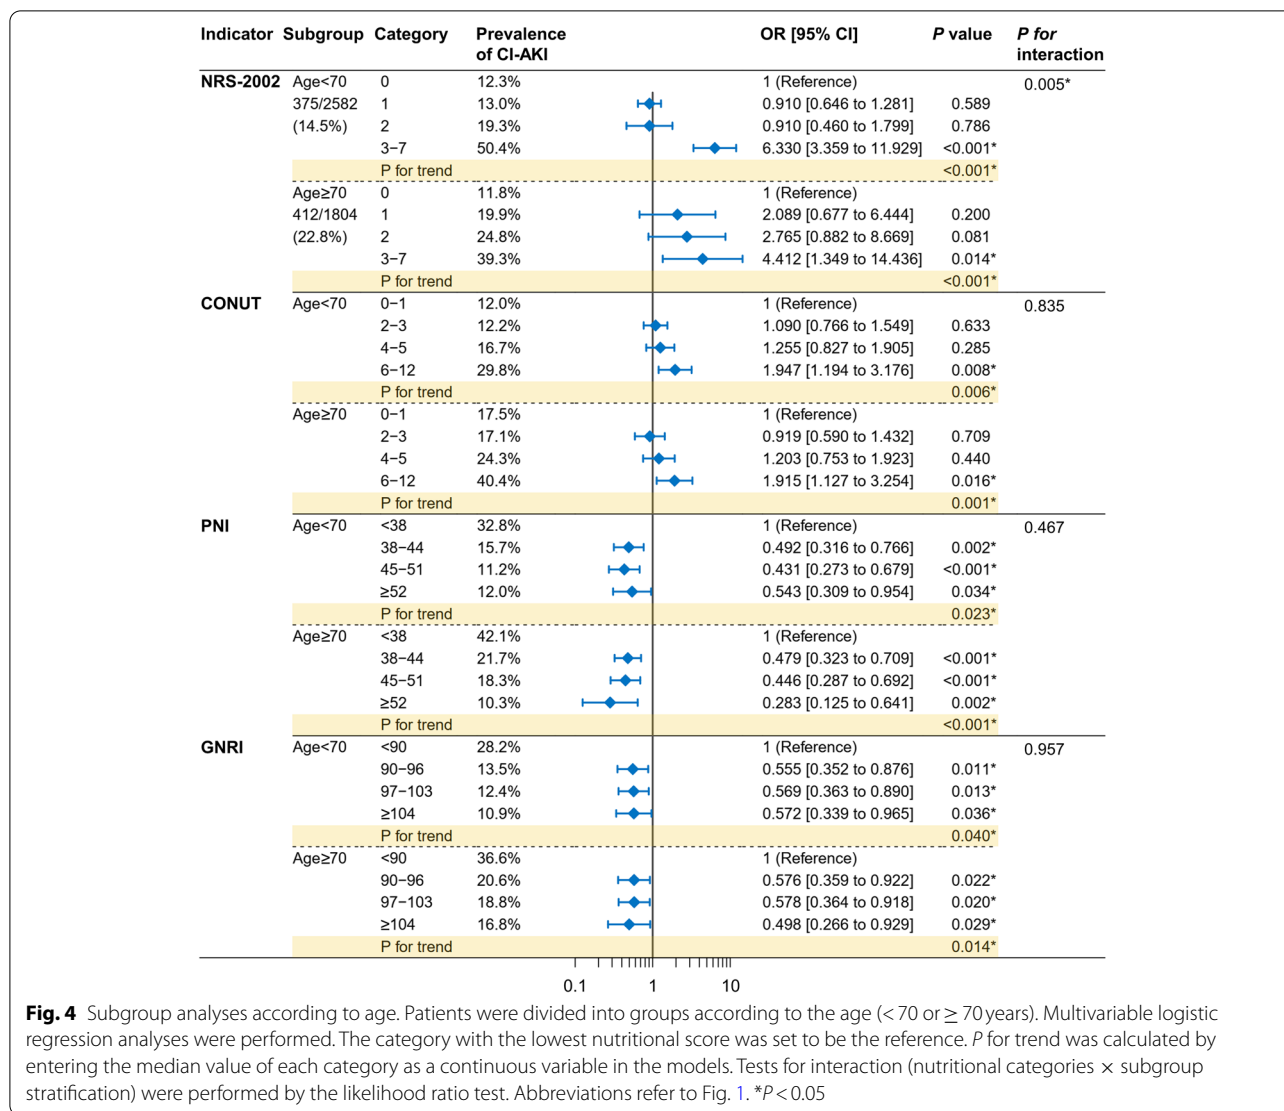 Indicator Subgroup Category Prevalence of CI-AKI OR [95% CI] P value P for interaction
NRS-2002 Age<70 0 12.3% 1 (Reference) 0.005*
375/2582 1 13.0% 0.910 [0.646 to 1.281] 0.589
(14.5%) 2 19.3% 0.910 [0.460 to 1.799] 0.786
3−7 50.4% 6.330 [3.359 to 11.929] <0.001*
P for trend <0.001*
Age≥70 0 11.8% 1 (Reference)
412/1804 1 19.9% 2.089 [0.677 to 6.444] 0.200
(22.8%) 2 24.8% 2.765 [0.882 to 8.669] 0.081
3−7 39.3% 4.412 [1.349 to 14.436] 0.014*
P for trend <0.001*
CONUT Age<70 0−1 12.0% 1 (Reference) 0.835
2−3 12.2% 1.090 [0.766 to 1.549] 0.633
4−5 16.7% 1.255 [0.827 to 1.905] 0.285
6−12 29.8% 1.947 [1.194 to 3.176] 0.008*
P for trend 0.006*
Age≥70 0−1 17.5% 1 (Reference)
2−3 17.1% 0.919 [0.590 to 1.432] 0.709
4−5 24.3% 1.203 [0.753 to 1.923] 0.440
6−12 40.4% 1.915 [1.127 to 3.254] 0.016*
P for trend 0.001*
PNI Age<70 <38 32.8% 1 (Reference) 0.467
38−44 15.7% 0.492 [0.316 to 0.766] 0.002*
45−51 11.2% 0.431 [0.273 to 0.679] <0.001*
≥52 12.0% 0.543 [0.309 to 0.954] 0.034*
P for trend 0.023*
Age≥70 <38 42.1% 1 (Reference)
38−44 21.7% 0.479 [0.323 to 0.709] <0.001*
45−51 18.3% 0.446 [0.287 to 0.692] <0.001*
≥52 10.3% 0.283 [0.125 to 0.641] 0.002*
P for trend <0.001*
GNRI Age<70 <90 28.2% 1 (Reference) 0.957
90−96 13.5% 0.555 [0.352 to 0.876] 0.011*
97−103 12.4% 0.569 [0.363 to 0.890] 0.013*
≥104 10.9% 0.572 [0.339 to 0.965] 0.036*
P for trend 0.040*
Age≥70 <90 36.6% 1 (Reference)
90−96 20.6% 0.576 [0.359 to 0.922] 0.022*
97−103 18.8% 0.578 [0.364 to 0.918] 0.020*
≥104 16.8% 0.498 [0.266 to 0.929] 0.029*
P for trend 0.014*
0.1 1 10
Fig. 4 Subgroup analyses according to age. Patients were divided into groups according to the age (< 70 or ≥ 70 years). Multivariable logistic
regression analyses were performed. The category with the lowest nutritional score was set to be the reference. P for trend was calculated by
entering the median value of each category as a continuous variable in the models. Tests for interaction (nutritional categories × subgroup
stratification) were performed by the likelihood ratio test. Abbreviations refer to Fig. 1. *P < 0.05